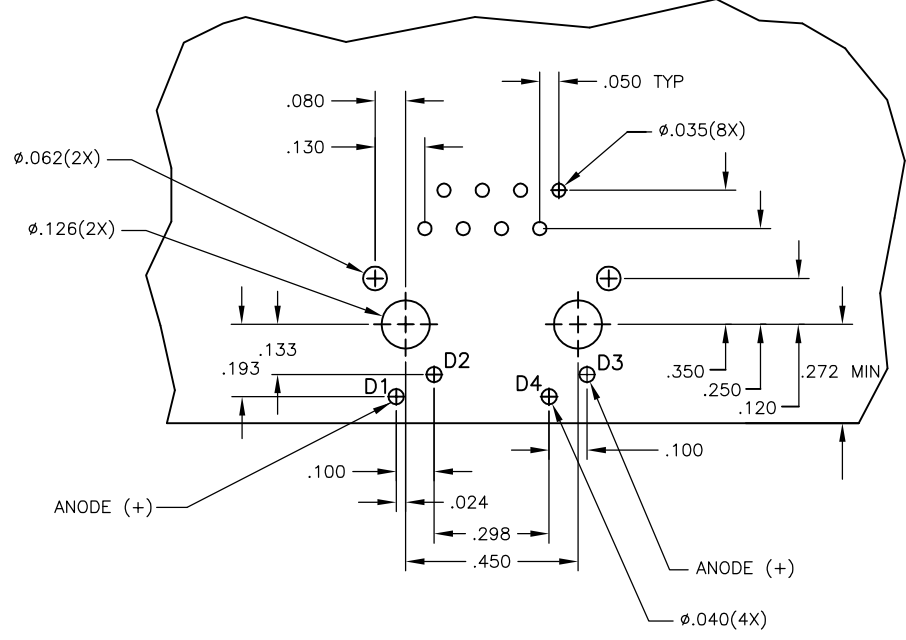 .050 TYP
.080
ø.035(8X)
.130
ø.062(2X)
ø.126(2X)
.133
.193
D2
D3
.350
.272 MIN
D1
D4
.250
.120
.100
.100
ANODE (+)
.024
.298
.450
ANODE (+)
ø.040(4X)